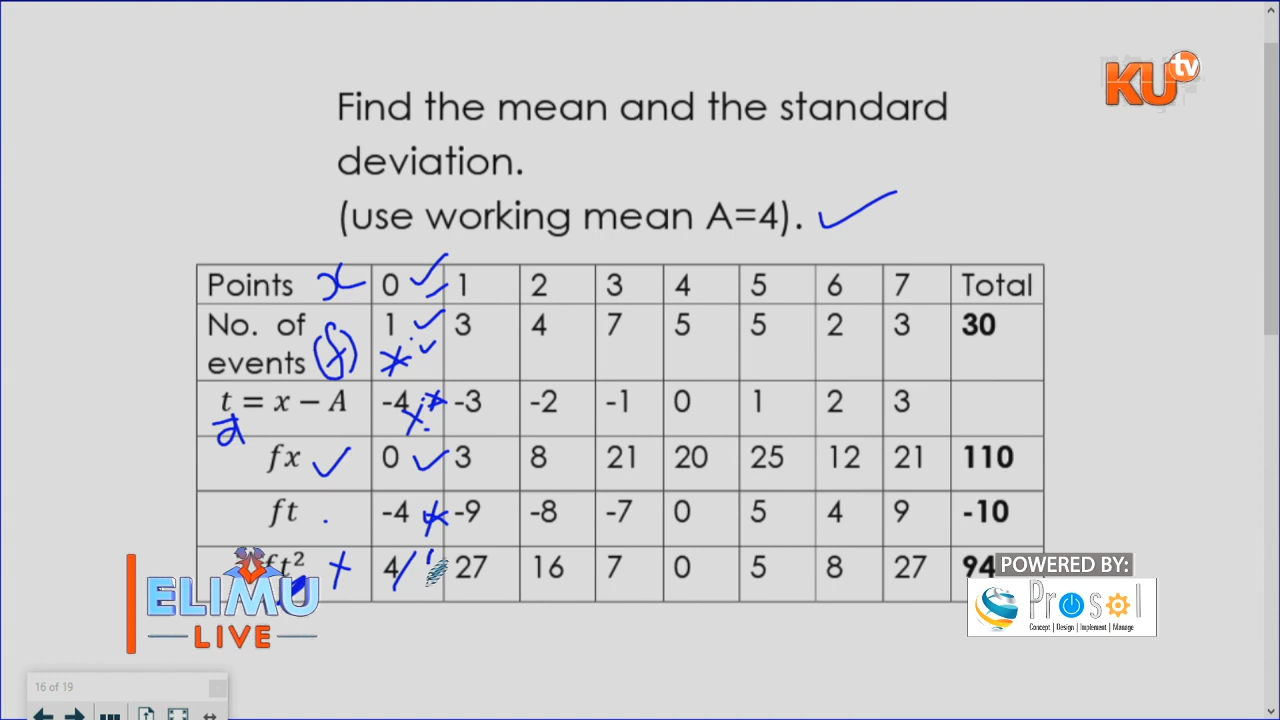 KU tv
Find the mean and the standard
deviation.
(use working mean A=4).
Points x 0 1 2 3 4 5 6 7 Total
No. of events (f) 1 3 4 7 5 5 2 3 30
t = x − A -4 -3 -2 -1 0 1 2 3
d
fx 0 3 8 21 20 25 12 21 110
ft -4 -9 -8 -7 0 5 4 9 -10
ft² 4 27 16 7 0 5 8 27 94
ELIMU
LIVE
POWERED BY:
Prosol
Concept | Design | Implement | Manage
16 of 19